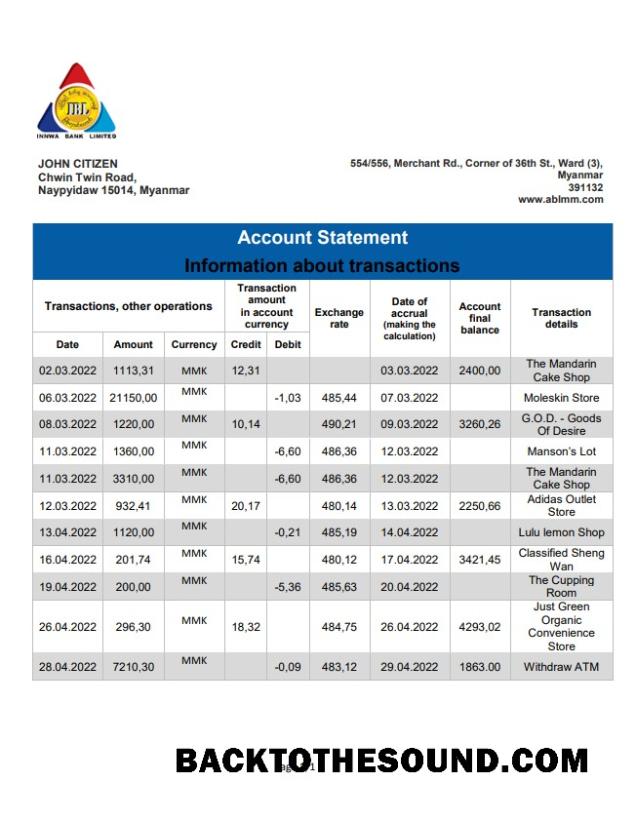 IBL
INNWA BANK LIMITED
JOHN CITIZEN
Chwin Twin Road,
Naypyidaw 15014, Myanmar
554/556, Merchant Rd., Corner of 36th St., Ward (3),
Myanmar
391132
www.ablmm.com
Account Statement
Information about transactions
Transactions, other operations
Transaction
amount
in account
currency
Exchange
rate
Date of
accrual
(making the
calculation)
Account
final
balance
Transaction
details
Date Amount Currency Credit Debit
02.03.2022 1113,31 MMK 12,31 03.03.2022 2400,00 The Mandarin
Cake Shop
06.03.2022 21150,00 MMK -1,03 485,44 07.03.2022 Moleskin Store
08.03.2022 1220,00 MMK 10,14 490,21 09.03.2022 3260,26 G.O.D. - Goods
Of Desire
11.03.2022 1360,00 MMK -6,60 486,36 12.03.2022 Manson's Lot
11.03.2022 3310,00 MMK -6,60 486,36 12.03.2022 The Mandarin
Cake Shop
12.03.2022 932,41 MMK 20,17 480,14 13.03.2022 2250,66 Adidas Outlet
Store
13.04.2022 1120,00 MMK -0,21 485,19 14.04.2022 Lulu lemon Shop
16.04.2022 201,74 MMK 15,74 480,12 17.04.2022 3421,45 Classified Sheng
Wan
19.04.2022 200,00 MMK -5,36 485,63 20.04.2022 The Cupping
Room
26.04.2022 296,30 MMK 18,32 484,75 26.04.2022 4293,02 Just Green
Organic
Convenience
Store
28.04.2022 7210,30 MMK -0,09 483,12 29.04.2022 1863.00 Withdraw ATM
BACKTOTHESOUND.COM